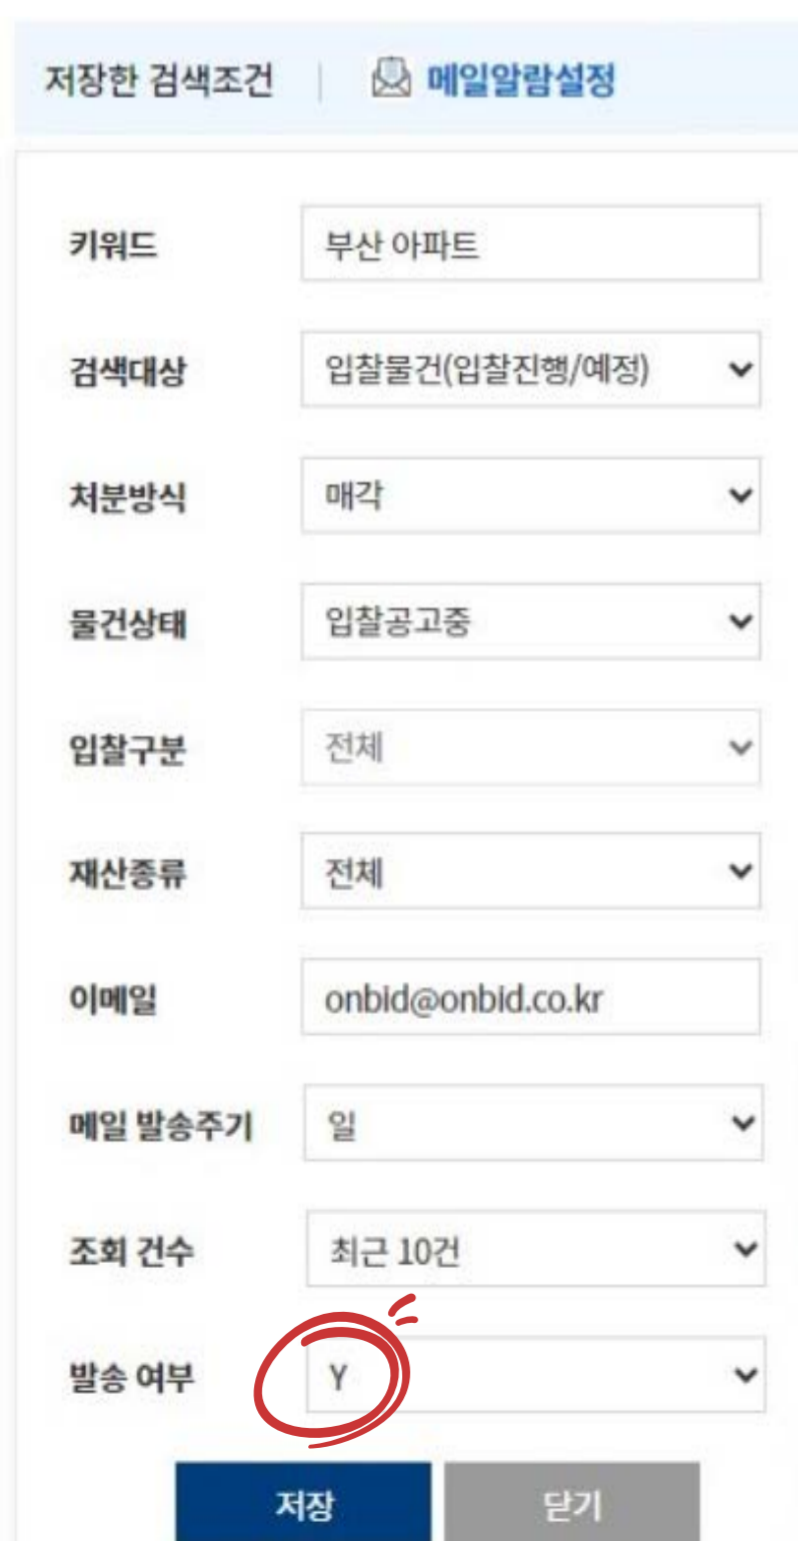 저장한 검색조건 메일알람설정
키워드 부산 아파트
검색대상 입찰물건(입찰진행/예정)
처분방식 매각
물건상태 입찰공고중
입찰구분 전체
재산종류 전체
이메일 onbid@onbid.co.kr
메일 발송주기 일
조회 건수 최근 10건
발송 여부 Y
저장 닫기